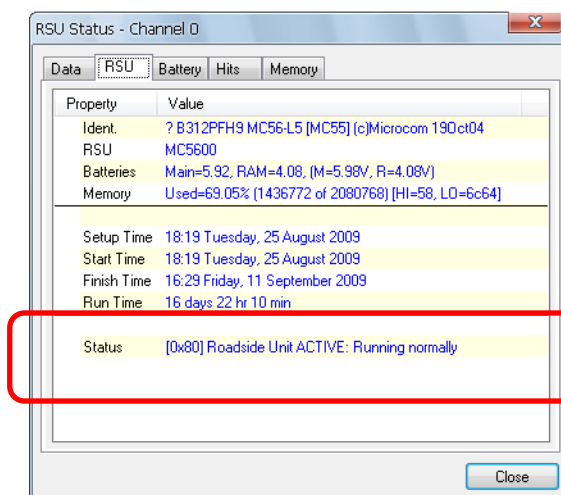 RSU Status - Channel 0
Data RSU Battery Hits Memory
Property Value
Ident. ? B312PFH9 MC56-L5 [MC55] (c)Microcom 19Oct04
RSU MC5600
Batteries Main=5.92, RAM=4.08, (M=5.98V, R=4.08V)
Memory Used=69.05% (1436772 of 2080768) [HI=58, LO=6c64]
Setup Time 18:19 Tuesday, 25 August 2009
Start Time 18:19 Tuesday, 25 August 2009
Finish Time 16:29 Friday, 11 September 2009
Run Time 16 days 22 hr 10 min
Status [0x80] Roadside Unit ACTIVE: Running normally
Close